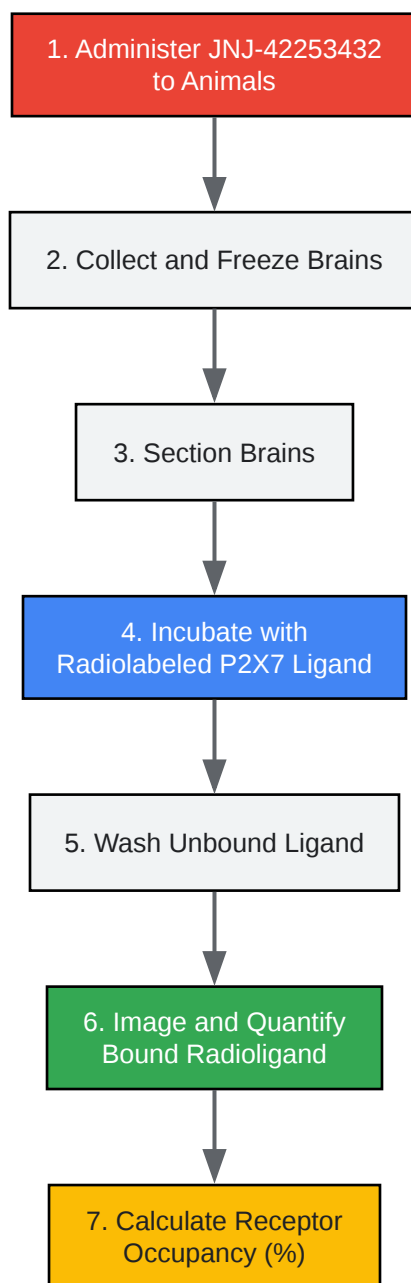 1. Administer JNJ-42253432
to Animals
2. Collect and Freeze Brains
3. Section Brains
4. Incubate with
Radiolabeled P2X7 Ligand
5. Wash Unbound Ligand
6. Image and Quantify
Bound Radioligand
7. Calculate Receptor
Occupancy (%)